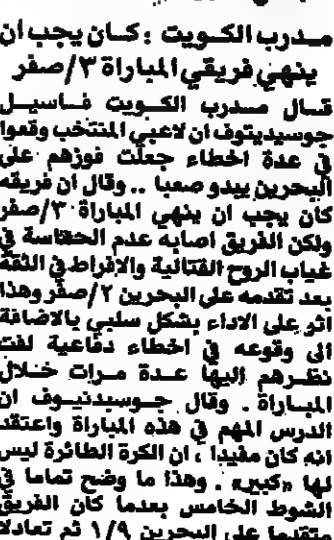 مدرب الكويت : كان يجب ان
ينهي فريقي المباراة ٣/صفر
قال مدرب الكويت فاسيل
جوسيديتوف ان لاعبي المنتخب وقعوا
في عدة اخطاء جعلت فوزهم على
البحرين يبدو صعبا .. وقال ان فريقه
كان يجب ان ينهي المباراة ٣/صفر
ولكن الفريق اصابه عدم الحماسة في
غياب الروح القتالية والافراط في الثقة
بعد تقدمه على البحرين ٢/صفر وهذا
اثر على الاداء بشكل سلبي بالاضافة
الى وقوعه في اخطاء دفاعية لفت
نظرهم اليها عدة مرات خلال
المباراة . وقال جوسيدنيوف ان
الدرس المهم في هذه المباراة واعتقد
انه كان مفيدا ، ان الكرة الطائرة ليس
لها «كبير» . وهذا ما وضح تماما في
الشوط الخامس بعدما كان الفريق
متقدما على البحرين ١/٩ ثم تعادلا